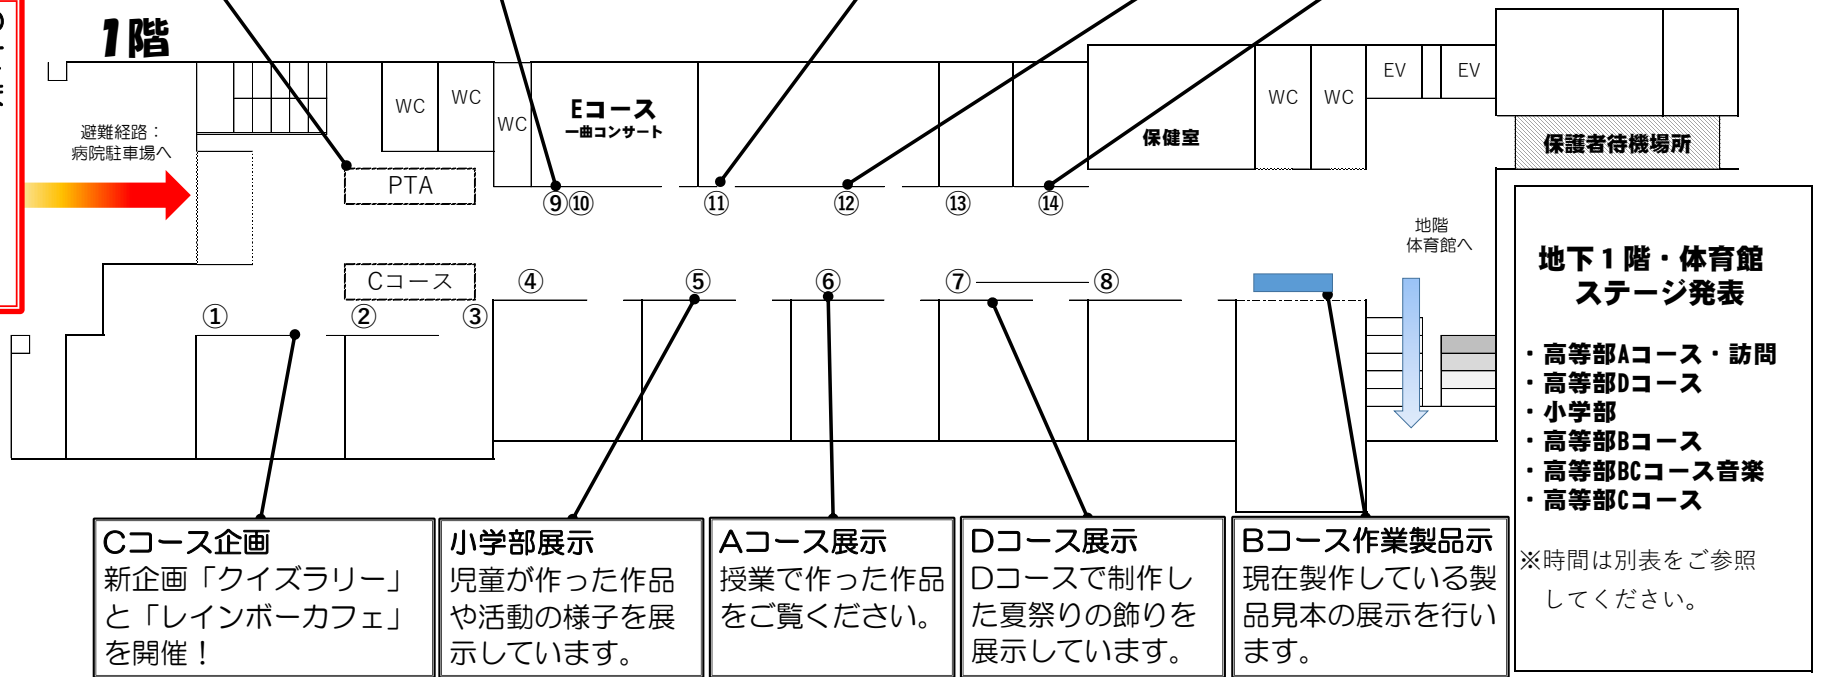 1階
避難経路：
病院駐車場へ
WC
WC
WC
Eコース
一曲コンサート
保健室
WC
WC
EV
EV
保護者待機場所
PTA
⑨⑩
⑪
⑫
⑬
⑭
地階
体育館へ
Cコース
①
②
③
④
⑤
⑥
⑦
⑧
地下１階・体育館
ステージ発表
・高等部Aコース・訪問
・高等部Dコース
・小学部
・高等部Bコース
・高等部BCコース音楽
・高等部Cコース
※時間は別表をご参照
してください。
Cコース企画
新企画「クイズラリー」
と「レインボーカフェ」
を開催！
小学部展示
児童が作った作品
や活動の様子を展
示しています。
Aコース展示
授業で作った作品
をご覧ください。
Dコース展示
Dコースで制作し
た夏祭りの飾りを
展示しています。
Bコース作業製品示
現在製作している製
品見本の展示を行い
ます。